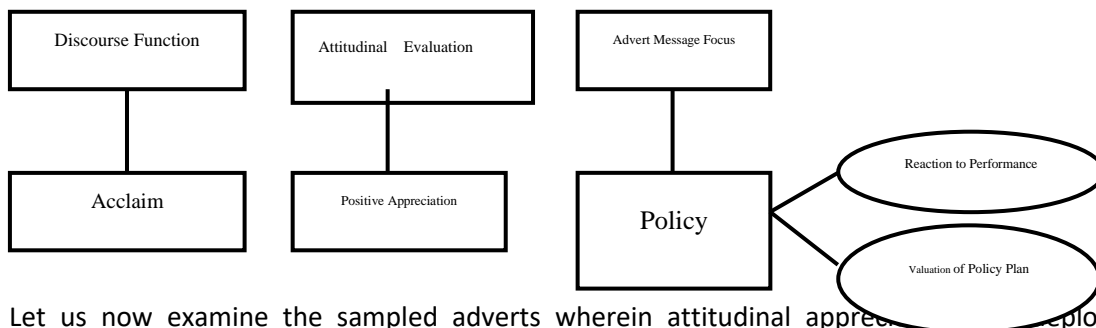 Discourse Function
Attitudinal Evaluation
Advert Message Focus
Reaction to Performance
Acclaim
Positive Appreciation
Policy
Valuation of Policy Plan
Let us now examine the sampled adverts wherein attitudinal